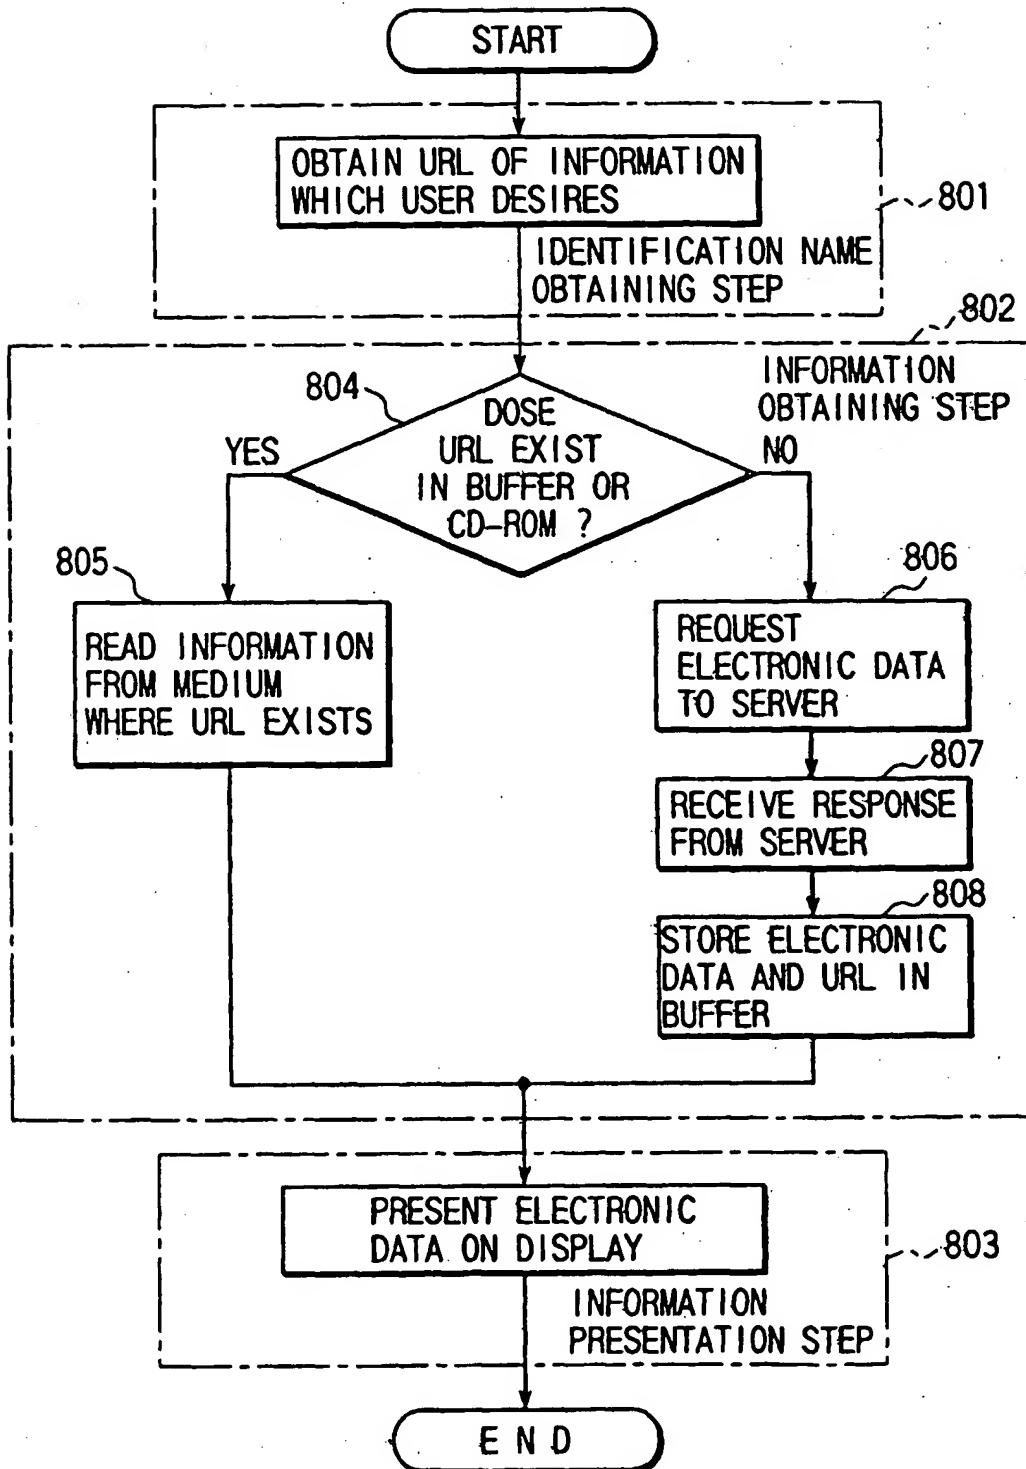 START
OBTAIN URL OF INFORMATION
WHICH USER DESIRES
801
IDENTIFICATION NAME
OBTAINING STEP
802
INFORMATION
OBTAINING STEP
804
DOSE
URL EXIST
IN BUFFER OR
CD-ROM ?
YES
NO
805
READ INFORMATION
FROM MEDIUM
WHERE URL EXISTS
806
REQUEST
ELECTRONIC DATA
TO SERVER
807
RECEIVE RESPONSE
FROM SERVER
808
STORE ELECTRONIC
DATA AND URL IN
BUFFER
PRESENT ELECTRONIC
DATA ON DISPLAY
803
INFORMATION
PRESENTATION STEP
END